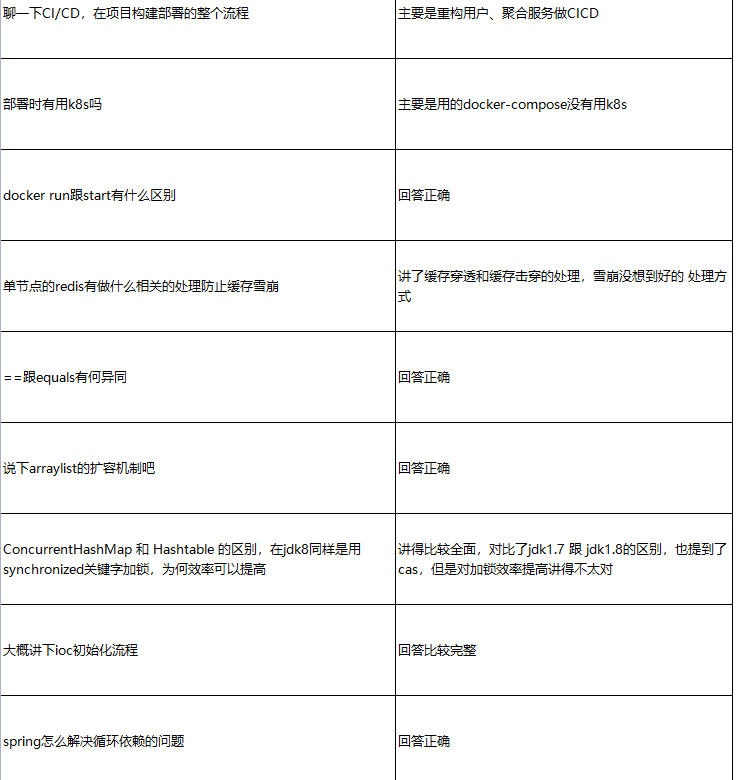 聊一下CI/CD，在项目构建部署的整个流程
主要是重构用户、聚合服务做CICD
部署时有用k8s吗
主要是用的docker-compose没有用k8s
docker run跟start有什么区别
回答正确
单节点的redis有做什么相关的处理防止缓存雪崩
讲了缓存穿透和缓存击穿的处理，雪崩没想到好的 处理方
式
==跟equals有何异同
回答正确
说下arraylist的扩容机制吧
回答正确
ConcurrentHashMap 和 Hashtable 的区别，在jdk8同样是用
synchronized关键字加锁，为何效率可以提高
讲得比较全面，对比了jdk1.7 跟 jdk1.8的区别，也提到了
cas，但是对加锁效率提高讲得不太对
大概讲下ioc初始化流程
回答比较完整
spring怎么解决循环依赖的问题
回答正确